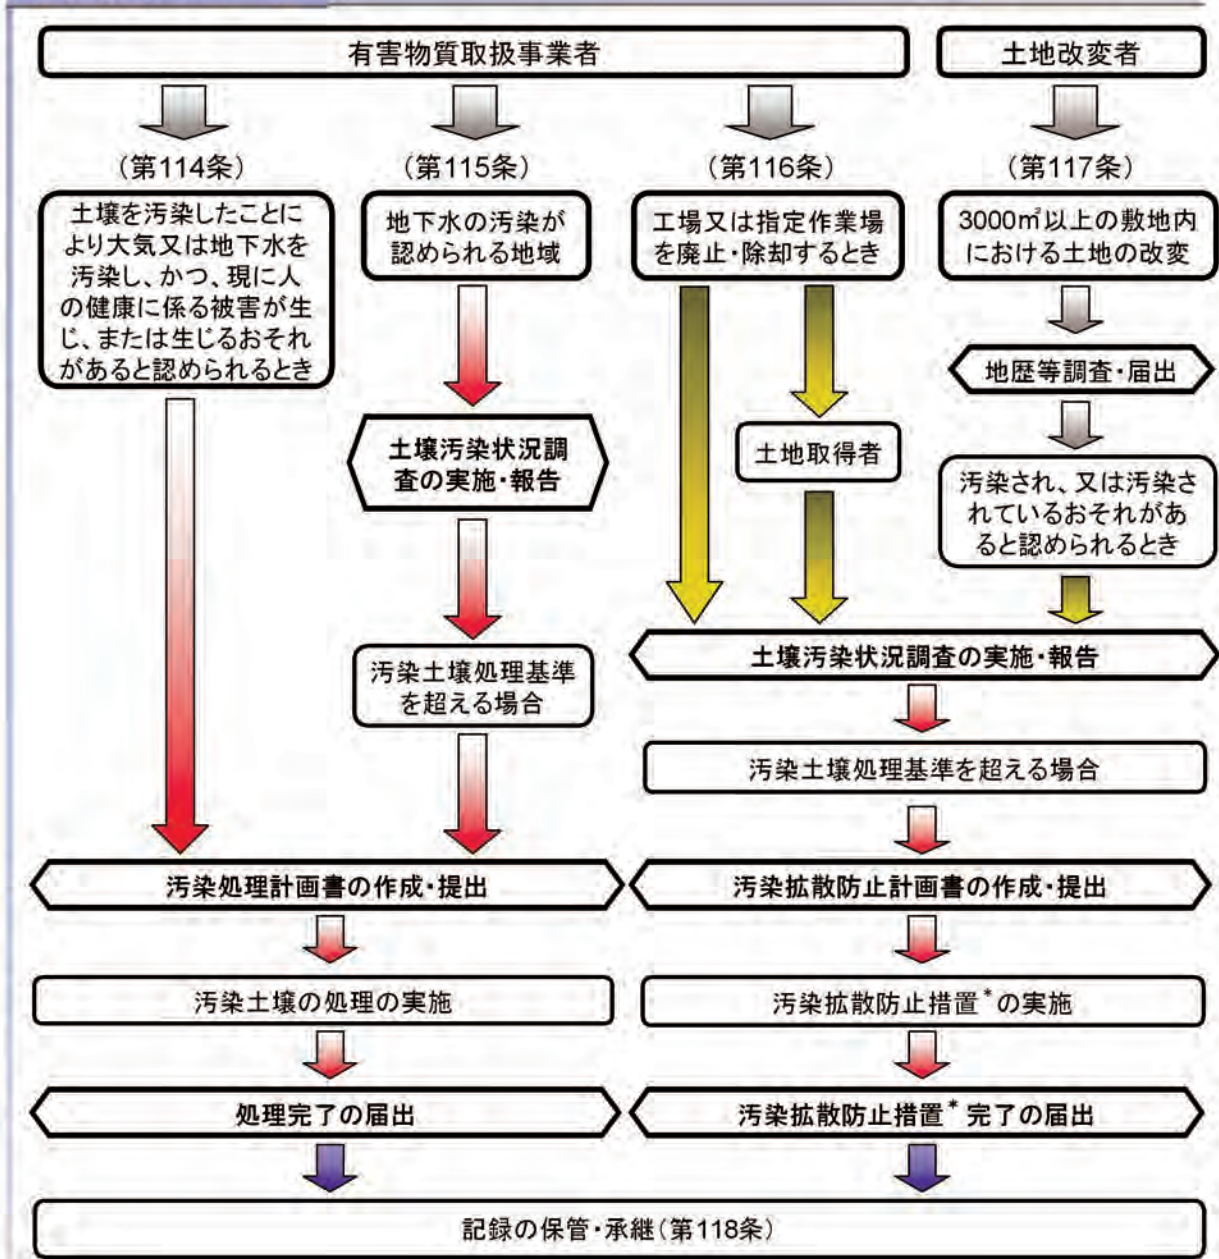 有害物質取扱事業者
土地改変者
(第114条)
(第115条)
(第116条)
(第117条)
土壌を汚染したことに
より大気又は地下水を
汚染し、かつ、現に人
の健康に係る被害が生
じ、または生じるおそれ
があると認められるとき
地下水の汚染が
認められる地域
工場又は指定作業場
を廃止・除却するとき
3000㎡以上の敷地内
における土地の改変
地歴等調査・届出
土壌汚染状況調
査の実施・報告
土地取得者
汚染され、又は汚染さ
れているおそれがあ
ると認められるとき
土壌汚染状況調査の実施・報告
汚染土壌処理基準
を超える場合
汚染土壌処理基準を超える場合
汚染処理計画書の作成・提出
汚染拡散防止計画書の作成・提出
汚染土壌の処理の実施
汚染拡散防止措置*の実施
処理完了の届出
汚染拡散防止措置*完了の届出
記録の保管・承継(第118条)